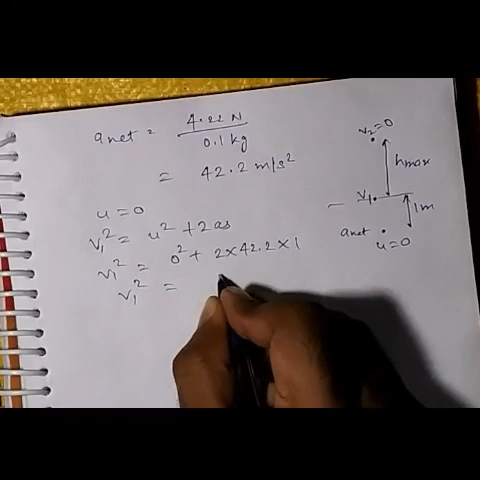 a net = 4.22 N / 0.1 kg
= 42.2 m/s²
u = 0
v₁² = u² + 2as
v₁² = 0² + 2×42.2×1
v₁² =
v₂=0
hmax
v₁
1m
anet
u=0